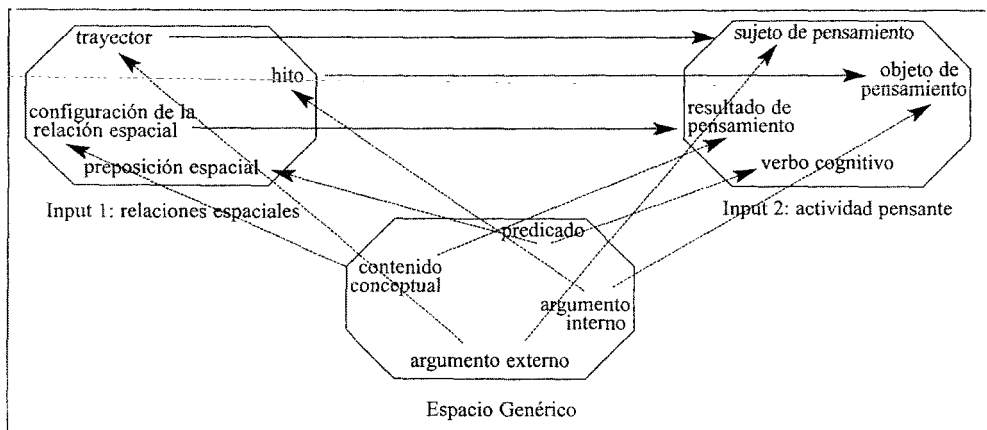 trayector
hito
configuración de la
relación espacial
preposición espacial
Input 1: relaciones espaciales
sujeto de pensamiento
objeto de
pensamiento
resultado de
pensamiento
verbo cognitivo
Input 2: actividad pensante
predicado
contenido
conceptual
argumento
interno
argumento externo
Espacio Genérico